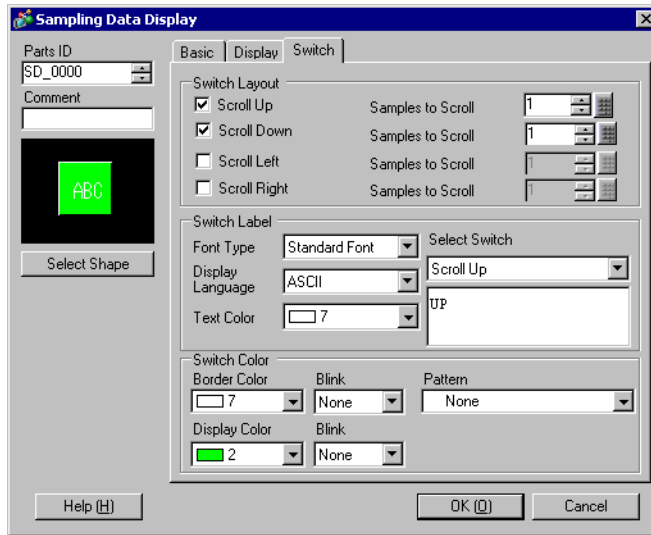 Sampling Data Display
Parts ID
SD_0000
Comment
ABC
Select Shape
Basic Display Switch
Switch Layout
Scroll Up Samples to Scroll 1
Scroll Down Samples to Scroll 1
Scroll Left Samples to Scroll 1
Scroll Right Samples to Scroll 1
Switch Label
Font Type Standard Font
Display Language ASCII
Text Color 7
Select Switch
Scroll Up
UP
Switch Color
Border Color Blink Pattern
7 None None
Display Color Blink
2 None
Help (H) OK (O) Cancel